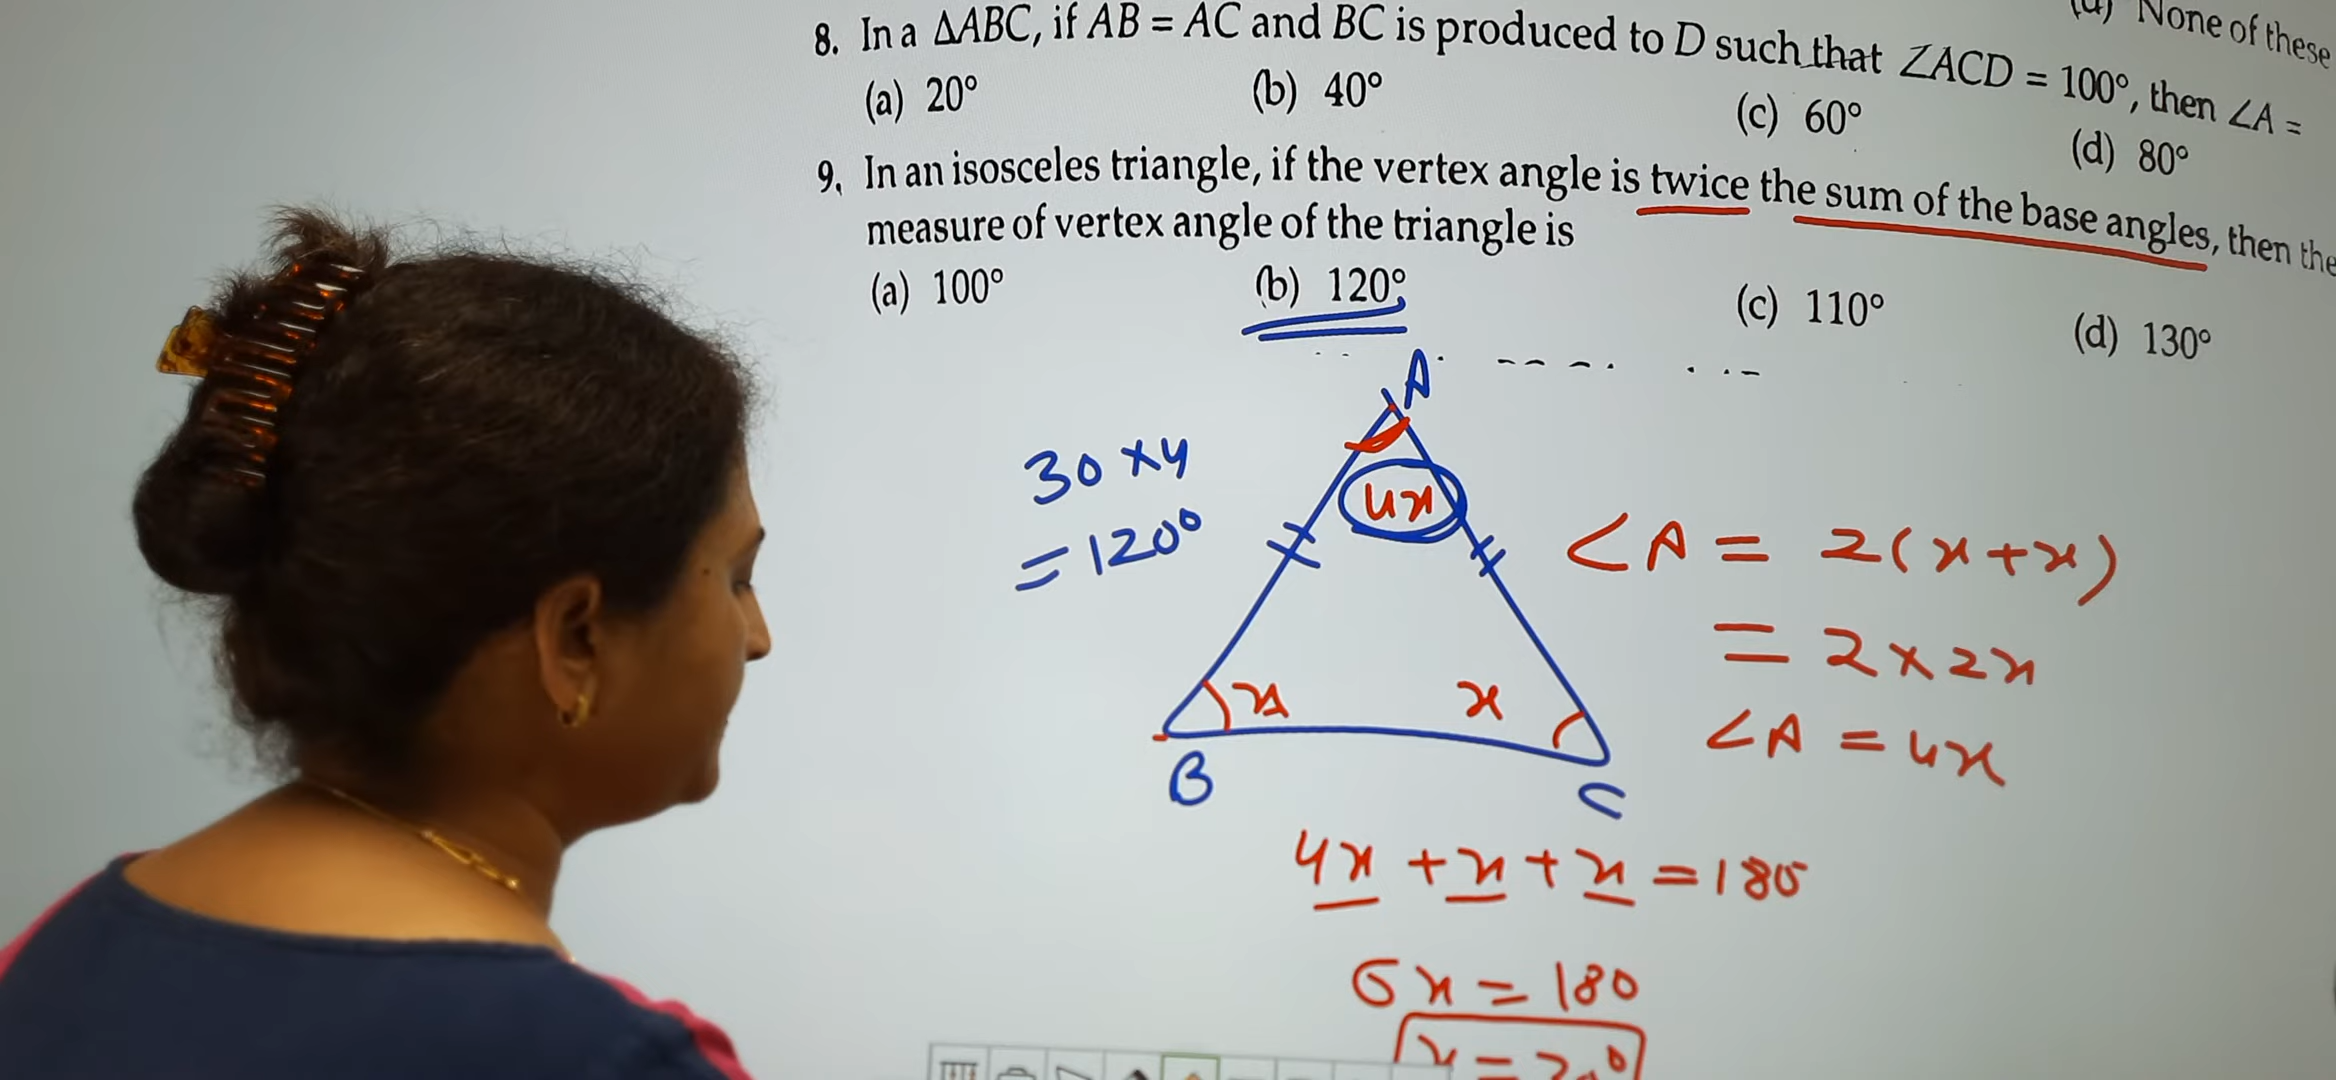 (d) None of these
8. In a ΔABC, if AB = AC and BC is produced to D such that ∠ACD = 100°, then ∠A =
(a) 20° (b) 40° (c) 60° (d) 80°
9. In an isosceles triangle, if the vertex angle is twice the sum of the base angles, then the
measure of vertex angle of the triangle is
(a) 100° (b) 120° (c) 110° (d) 130°
A
30 × 4
= 120°
4x
∠A = 2(x+x)
= 2×2x
x x
∠A = 4x
B C
4x + x + x = 180
6x = 180